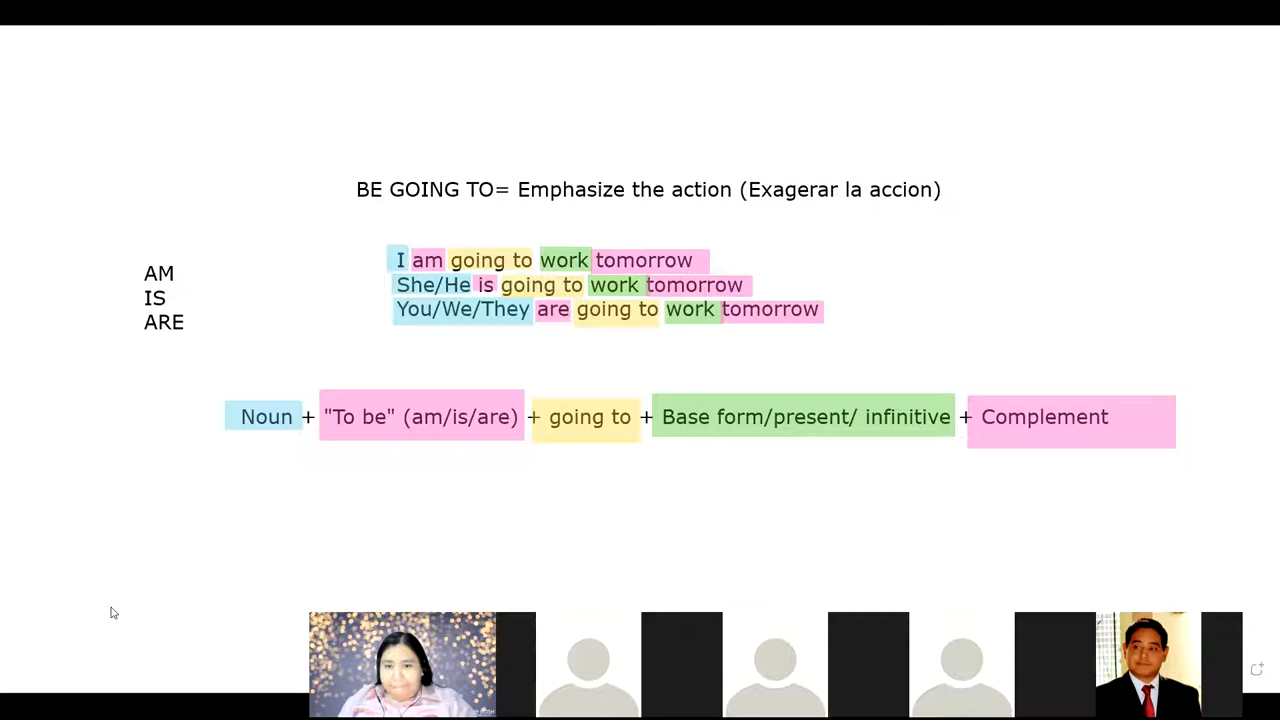 BE GOING TO= Emphasize the action (Exagerar la accion)
AM
IS
ARE
I am going to work tomorrow
She/He is going to work tomorrow
You/We/They are going to work tomorrow
Noun + "To be" (am/is/are) + going to + Base form/present/ infinitive + Complement